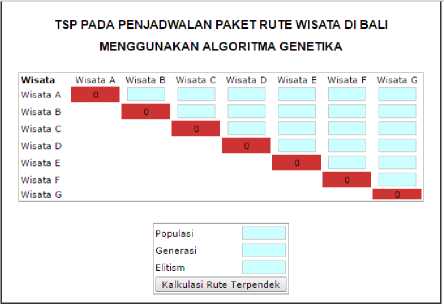 TSP PADA PENJADWALAN PAKET RUTE WISATA DI BALI
MENGGUNAKAN ALGORITMA GENETIKA
Wisata Wisata A Wisata B Wisata C Wisata D Wisata E Wisata F Wisata G
Wisata A 0
Wisata B 0
Wisata C 0
Wisata D 0
Wisata E 0
Wisata F 0
Wisata G 0
Populasi
Generasi
Elitism
Kalkulasi Rute Terpendek